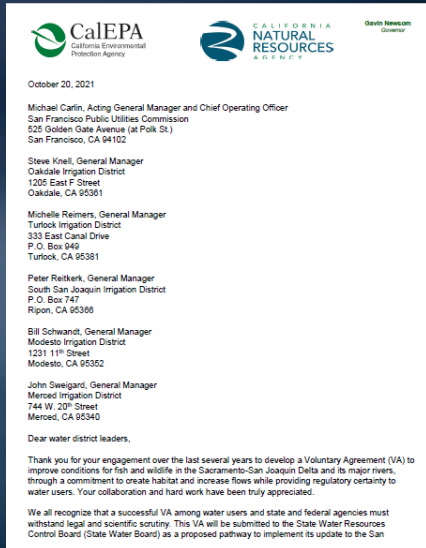 CalEPA
California Environmental
Protection Agency
CALIFORNIA
NATURAL
RESOURCES
AGENCY
Gavin Newsom
Governor
October 20, 2021
Michael Carlin, Acting General Manager and Chief Operating Officer
San Francisco Public Utilities Commission
525 Golden Gate Avenue (at Polk St.)
San Francisco, CA 94102
Steve Knell, General Manager
Oakdale Irrigation District
1205 East F Street
Oakdale, CA 95361
Michelle Reimers, General Manager
Turlock Irrigation District
333 East Canal Drive
P.O. Box 949
Turlock, CA 95381
Peter Reitkerk, General Manager
South San Joaquin Irrigation District
P.O. Box 747
Ripon, CA 95366
Bill Schwandt, General Manager
Modesto Irrigation District
1231 11th Street
Modesto, CA 95352
John Sweigard, General Manager
Merced Irrigation District
744 W. 20th Street
Merced, CA 95340
Dear water district leaders,
Thank you for your engagement over the last several years to develop a Voluntary Agreement (VA) to
improve conditions for fish and wildlife in the Sacramento-San Joaquin Delta and its major rivers,
through a commitment to create habitat and increase flows while providing regulatory certainty to
water users. Your collaboration and hard work have been truly appreciated.
We all recognize that a successful VA among water users and state and federal agencies must
withstand legal and scientific scrutiny. This VA will be submitted to the State Water Resources
Control Board (State Water Board) as a proposed pathway to implement its update to the San